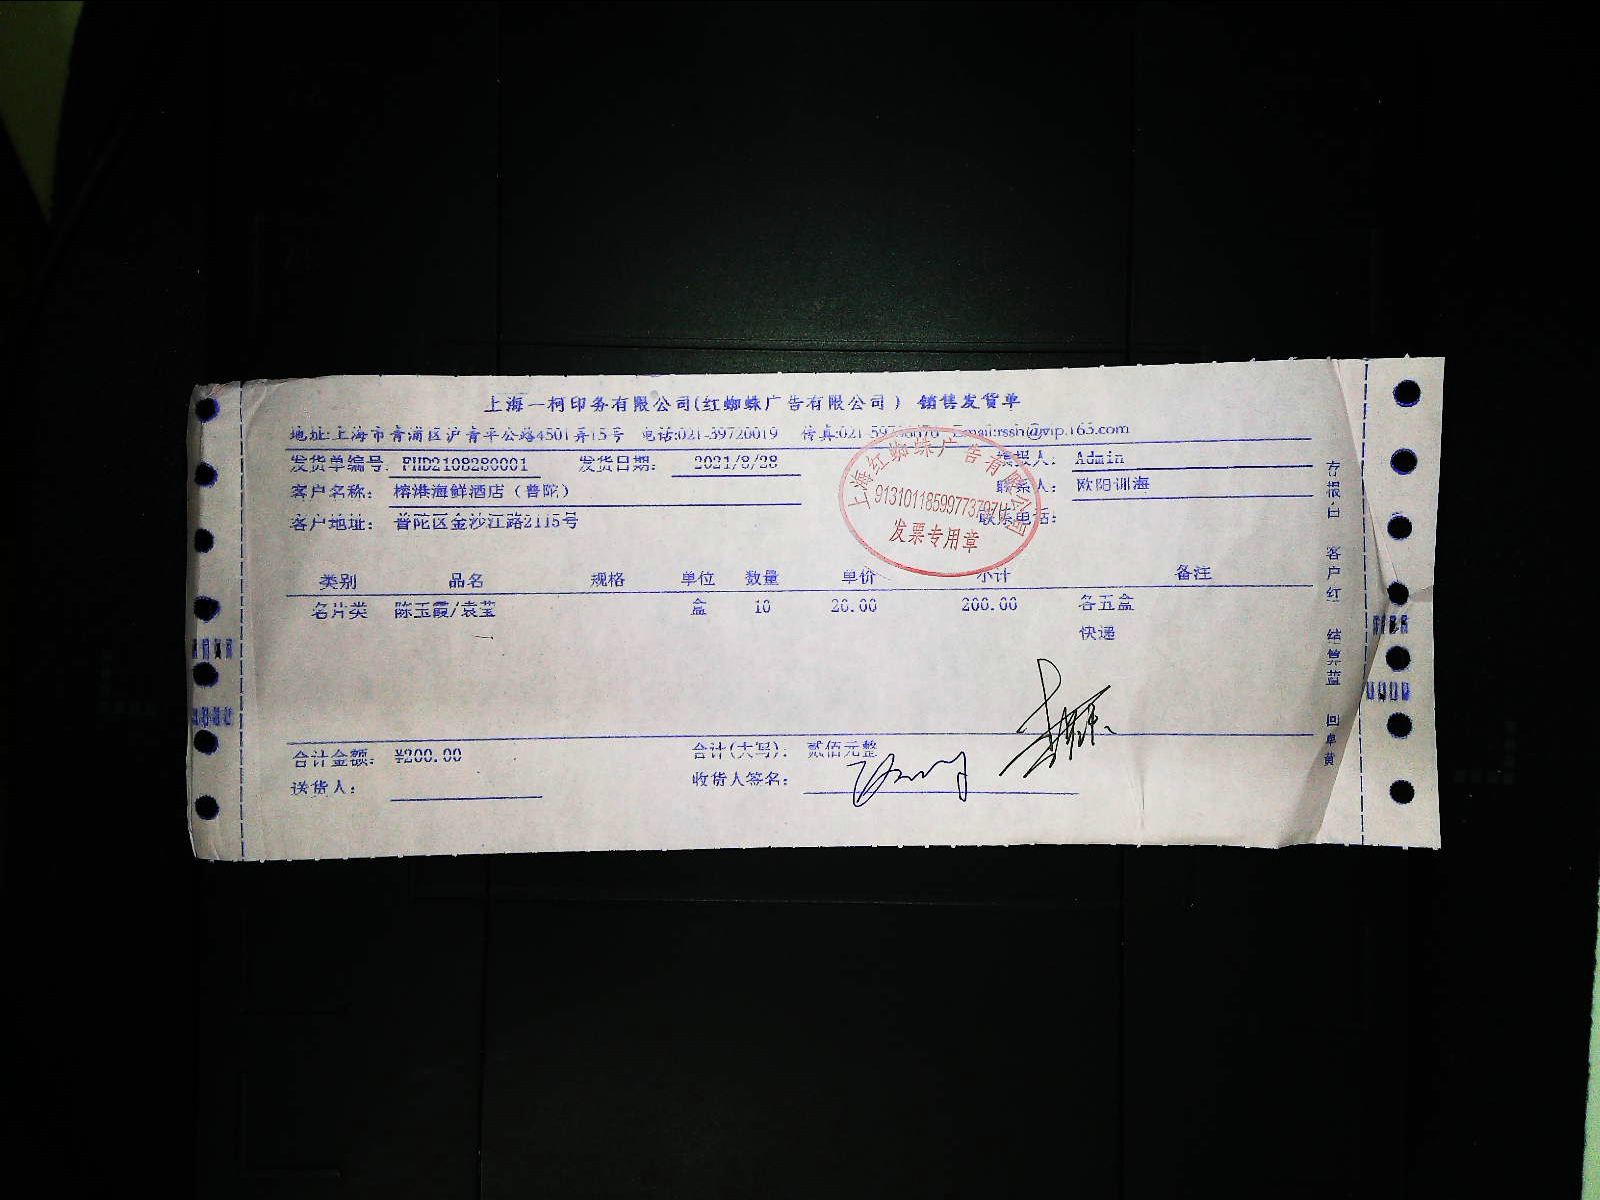 上海一柯印务有限公司(红蜘蛛广告有限公司) 销售发货单
地址:上海市青浦区沪青平公路4501弄15号 电话:021-59720019 传真:021- Email:rssh@vip.163.com
发货单编号: FHD2108280001 发货日期: 2021/8/28 填报人: Admin
客户名称: 榕港海鲜酒店(普陀) 联系人: 欧阳训海
客户地址: 普陀区金沙江路2115号 联系电话:
上海红蜘蛛广告有限公司
发票专用章
类别 品名 规格 单位 数量 单价 小计 备注
名片类 陈玉霞/袁莹 盒 10 20.00 200.00 各五盒
快递
合计金额: ¥200.00 合计(大写): 贰佰元整
送货人: 收货人签名:
存根白 客户红 结算蓝 回单黄